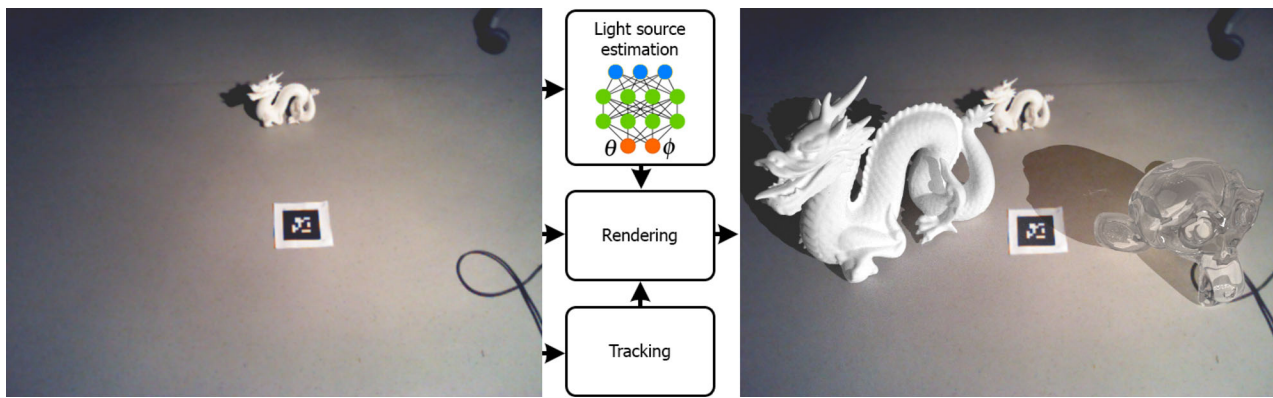 Light source
estimation
θ ϕ
Rendering
Tracking